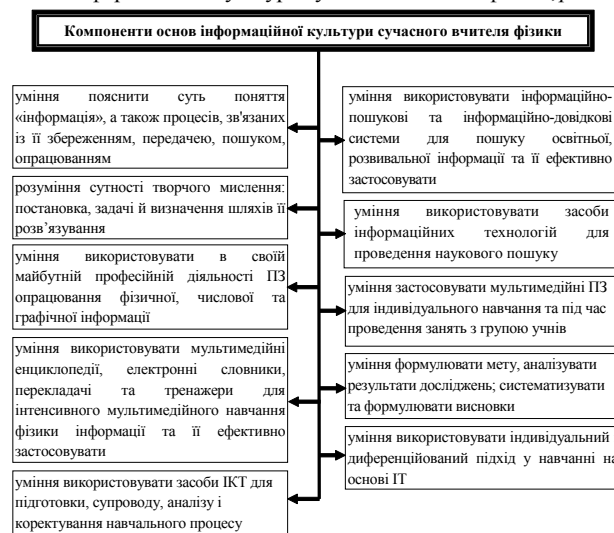 Компоненти основ інформаційної культури сучасного вчителя фізики
уміння пояснити суть поняття
«інформація», а також процесів, зв'язаних
із її збереженням, передачею, пошуком,
опрацюванням
розуміння сутності творчого мислення:
постановка, задачі й визначення шляхів її
розв’язування
уміння використовувати в своїй
майбутній професійній діяльності ПЗ
опрацювання фізичної, числової та
графічної інформації
уміння використовувати мультимедійні
енциклопедії, електронні словники,
перекладачі та тренажери для
інтенсивного мультимедійного навчання
фізики інформації та її ефективно
застосовувати
уміння використовувати засоби ІКТ для
підготовки, супроводу, аналізу і
коректування навчального процесу
уміння використовувати інформаційно-
пошукові та інформаційно-довідкові
системи для пошуку освітньої,
розвивальної інформації та її ефективно
застосовувати
уміння використовувати засоби
інформаційних технологій для
проведення наукового пошуку
уміння застосовувати мультимедійні ПЗ
для індивідуального навчання та під час
проведення занять з групою учнів
уміння формулювати мету, аналізувати
результати досліджень; систематизувати
та формулювати висновки
уміння використовувати індивідуальний
диференційований підхід у навчанні на
основі ІТ